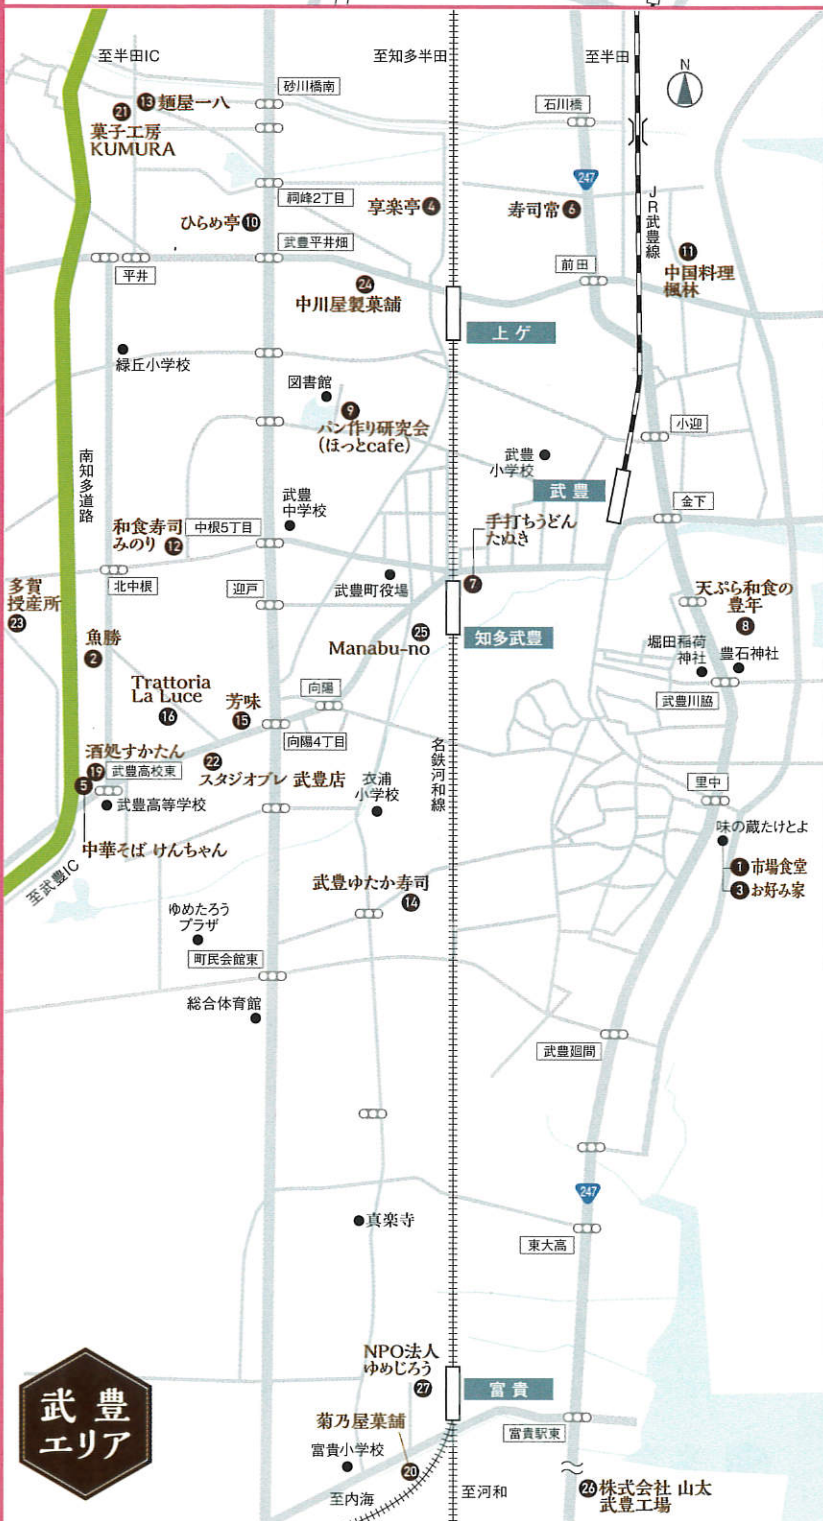 至半田IC
至知多半田
至半田
N
砂川橋南
石川橋
13 麺屋一八
21
菓子工房
KUMURA
247
祠峰2丁目
享楽亭 4
寿司常 6
JR武豊線
ひらめ亭 10
武豊平井畑
11
中国料理
楓林
平井
前田
24
中川屋製菓舗
上ゲ
緑丘小学校
図書館
9
パン作り研究会
(ほっとcafe)
小迎
武豊
小学校
武豊
南知多道路
武豊
中学校
金下
和食寿司
みのり 12
中根5丁目
手打ちうどん
たぬき
7
北中根
迎戸
武豊町役場
多賀
授産所
23
天ぷら和食の
豊年
8
25
Manabu-no
知多武豊
魚勝
2
堀田稲荷
神社
豊石神社
Trattoria
La Luce
16
芳味
15
向陽
武豊川脇
向陽4丁目
名鉄河和線
酒処すかたん
19
武豊高校東
22
スタジオブレ 武豊店
衣浦
小学校
里中
5
武豊高等学校
味の蔵たけとよ
中華そば けんちゃん
至武豊IC
1 市場食堂
3 お好み家
武豊ゆたか寿司
14
ゆめたろう
プラザ
町民会館東
総合体育館
武豊廻間
247
真楽寺
東大高
NPO法人
ゆめじろう
27
富貴
武豊
エリア
菊乃屋菓舗
20
富貴小学校
富貴駅東
至内海
至河和
26 株式会社 山太
武豊工場